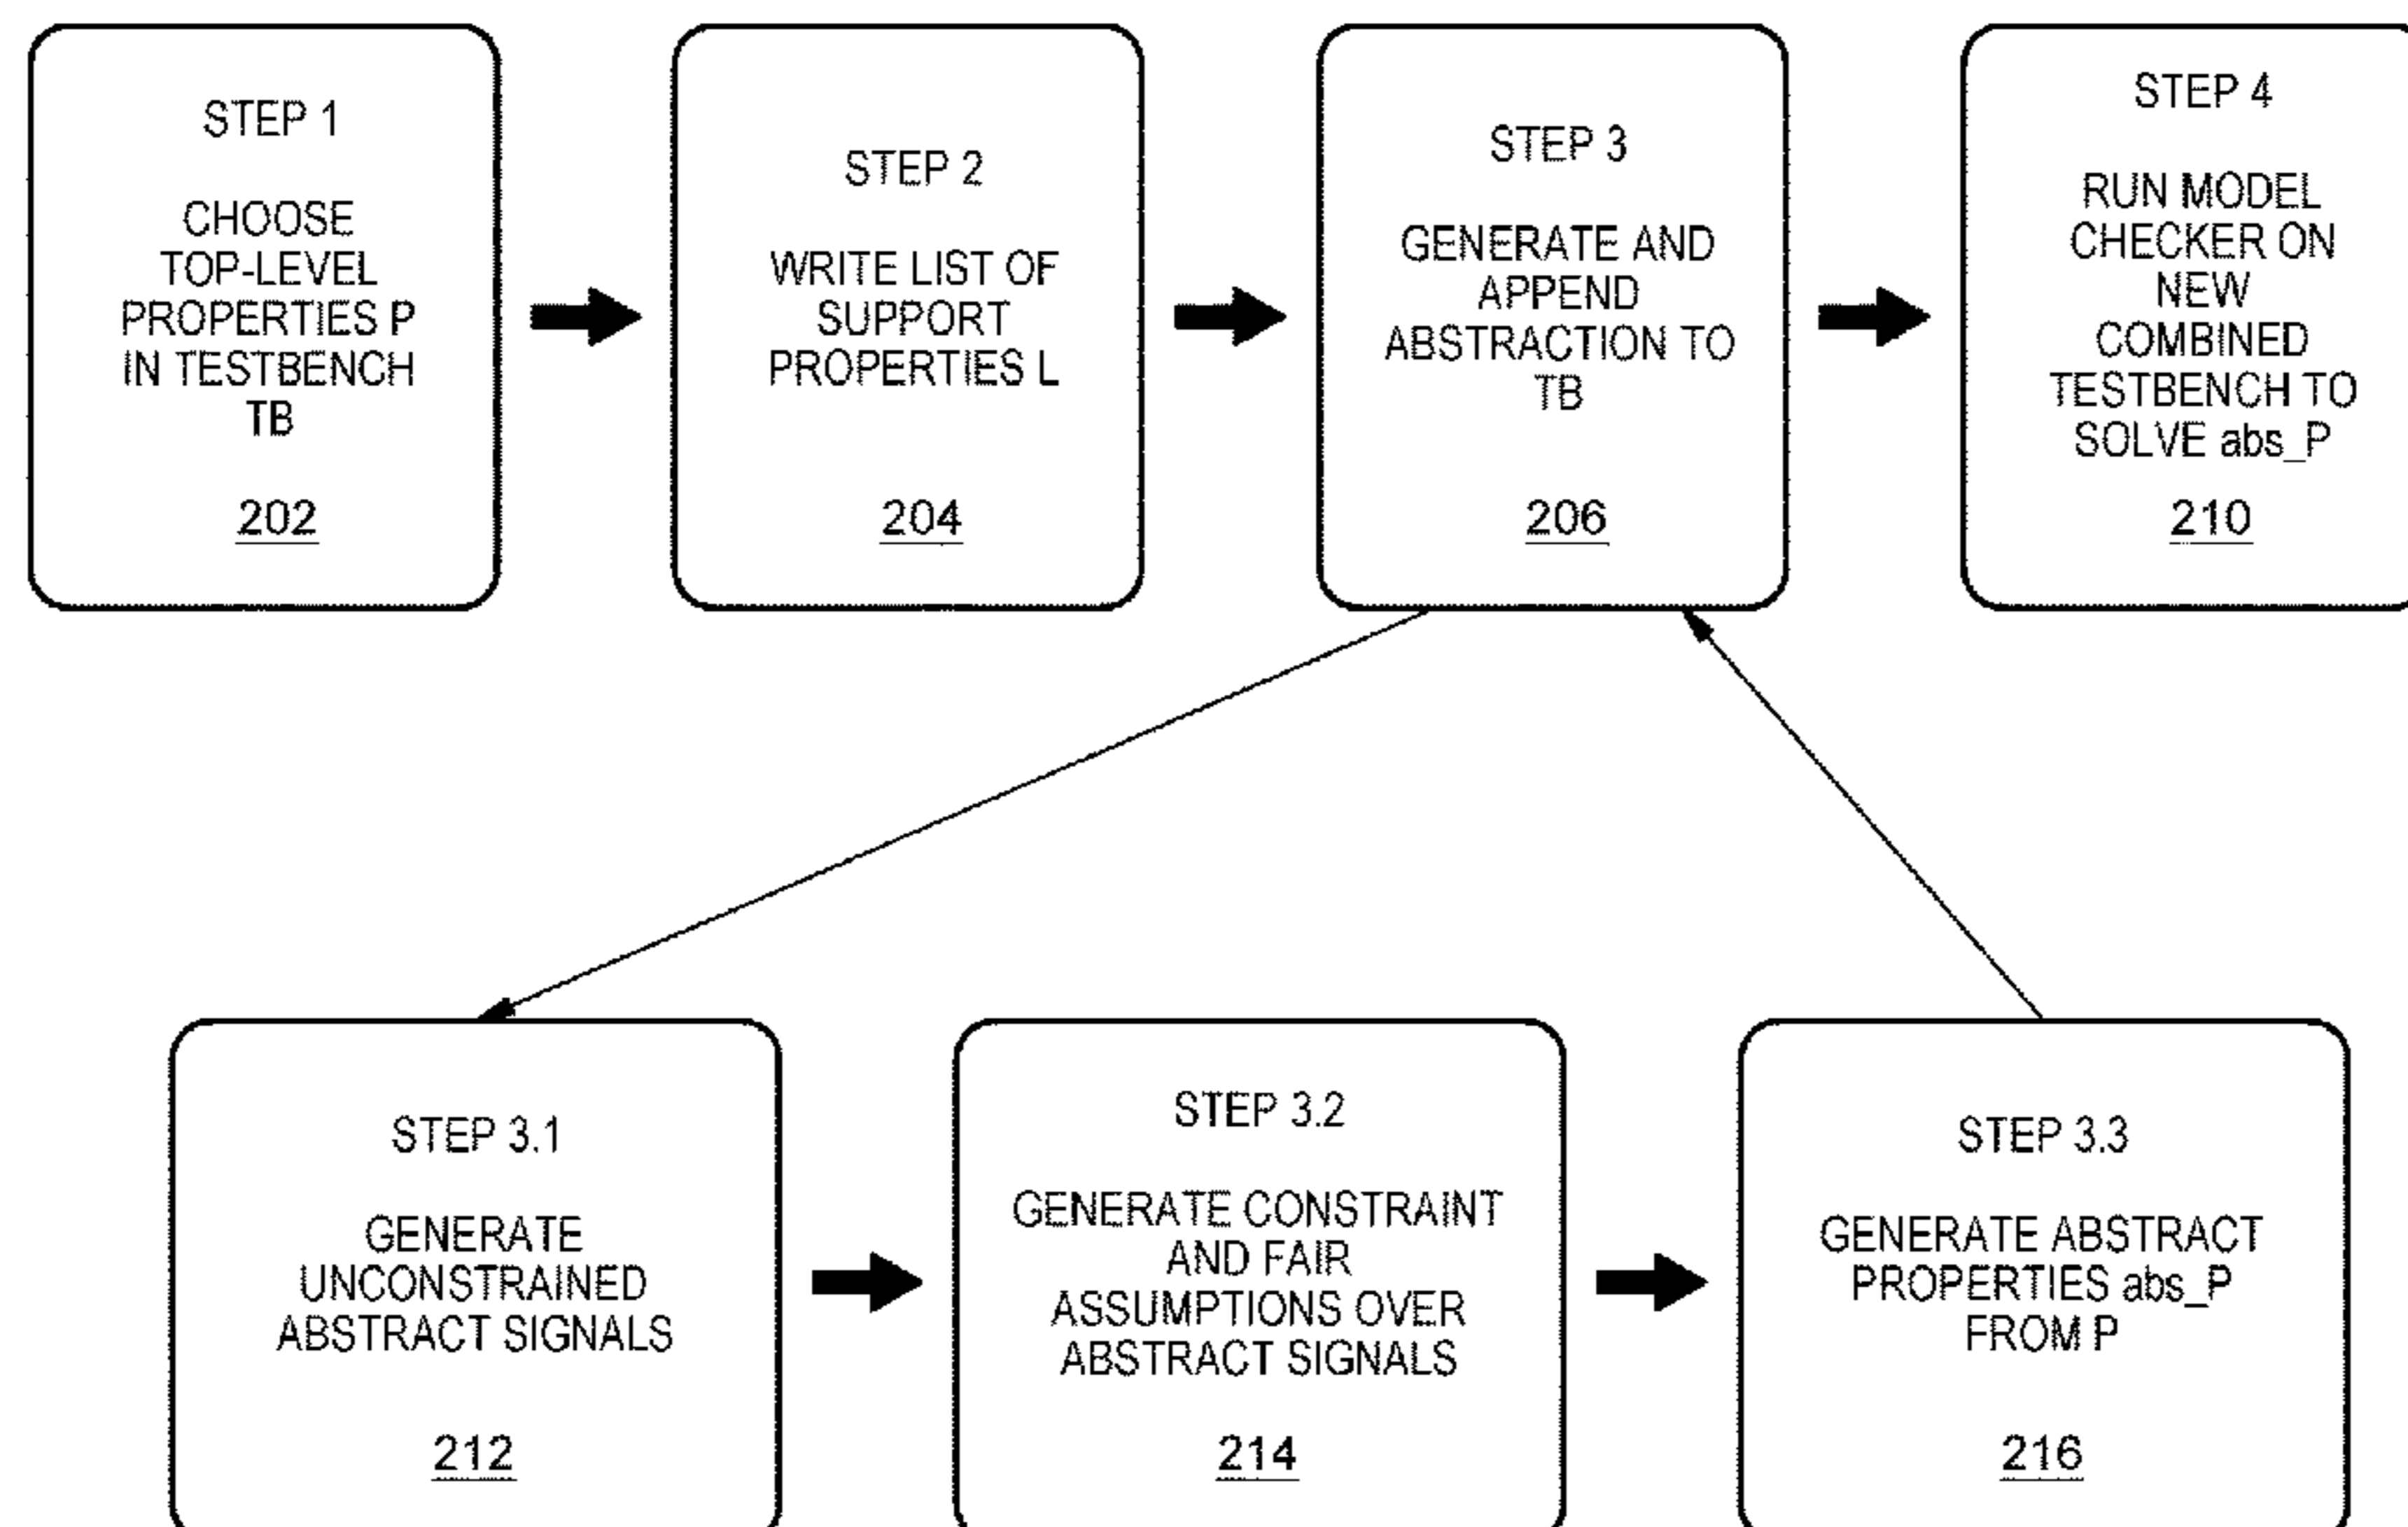 STEP 1
CHOOSE
TOP-LEVEL
PROPERTIES P
IN TESTBENCH
TB
202
STEP 2
WRITE LIST OF
SUPPORT
PROPERTIES L
204
STEP 3
GENERATE AND
APPEND
ABSTRACTION TO
TB
206
STEP 4
RUN MODEL
CHECKER ON
NEW
COMBINED
TESTBENCH TO
SOLVE abs_P
210
STEP 3.1
GENERATE
UNCONSTRAINED
ABSTRACT SIGNALS
212
STEP 3.2
GENERATE CONSTRAINT
AND FAIR
ASSUMPTIONS OVER
ABSTRACT SIGNALS
214
STEP 3.3
GENERATE ABSTRACT
PROPERTIES abs_P
FROM P
216